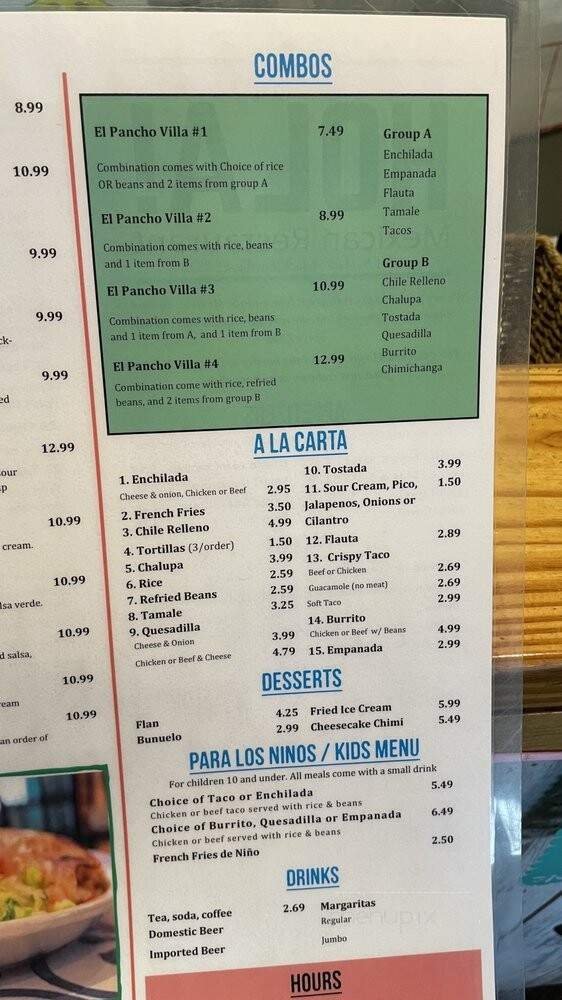 COMBOS
El Pancho Villa #1 7.49
Combination comes with Choice of rice
OR beans and 2 items from group A
El Pancho Villa #2 8.99
Combination comes with rice, beans
and 1 item from B
El Pancho Villa #3 10.99
Combination comes with rice, beans
and 1 item from A, and 1 item from B
El Pancho Villa #4 12.99
Combination come with rice, refried
beans, and 2 items from group B
Group A
Enchilada
Empanada
Flauta
Tamale
Tacos
Group B
Chile Relleno
Chalupa
Tostada
Quesadilla
Burrito
Chimichanga
8.99
10.99
9.99
9.99
ck-
9.99
ed
12.99
our
p
10.99
cream.
10.99
lsa verde.
10.99
d salsa,
10.99
ream
10.99
an order of
A LA CARTA
1. Enchilada
Cheese & onion, Chicken or Beef 2.95
2. French Fries 3.50
3. Chile Relleno 4.99
4. Tortillas (3/order) 1.50
5. Chalupa 3.99
6. Rice 2.59
7. Refried Beans 2.59
8. Tamale 3.25
9. Quesadilla
Cheese & Onion 3.99
Chicken or Beef & Cheese 4.79
10. Tostada 3.99
11. Sour Cream, Pico, 1.50
Jalapenos, Onions or
Cilantro
12. Flauta 2.89
13. Crispy Taco
Beef or Chicken 2.69
Guacamole (no meat) 2.69
Soft Taco 2.99
14. Burrito
Chicken or Beef w/ Beans 4.99
15. Empanada 2.99
DESSERTS
Flan 4.25
Bunuelo 2.99
Fried Ice Cream 5.99
Cheesecake Chimi 5.49
PARA LOS NINOS / KIDS MENU
For children 10 and under. All meals come with a small drink
Choice of Taco or Enchilada 5.49
Chicken or beef taco served with rice & beans
Choice of Burrito, Quesadilla or Empanada 6.49
Chicken or beef served with rice & beans
French Fries de Niño 2.50
DRINKS
Tea, soda, coffee 2.69
Domestic Beer
Imported Beer
Margaritas
Regular
Jumbo
HOURS